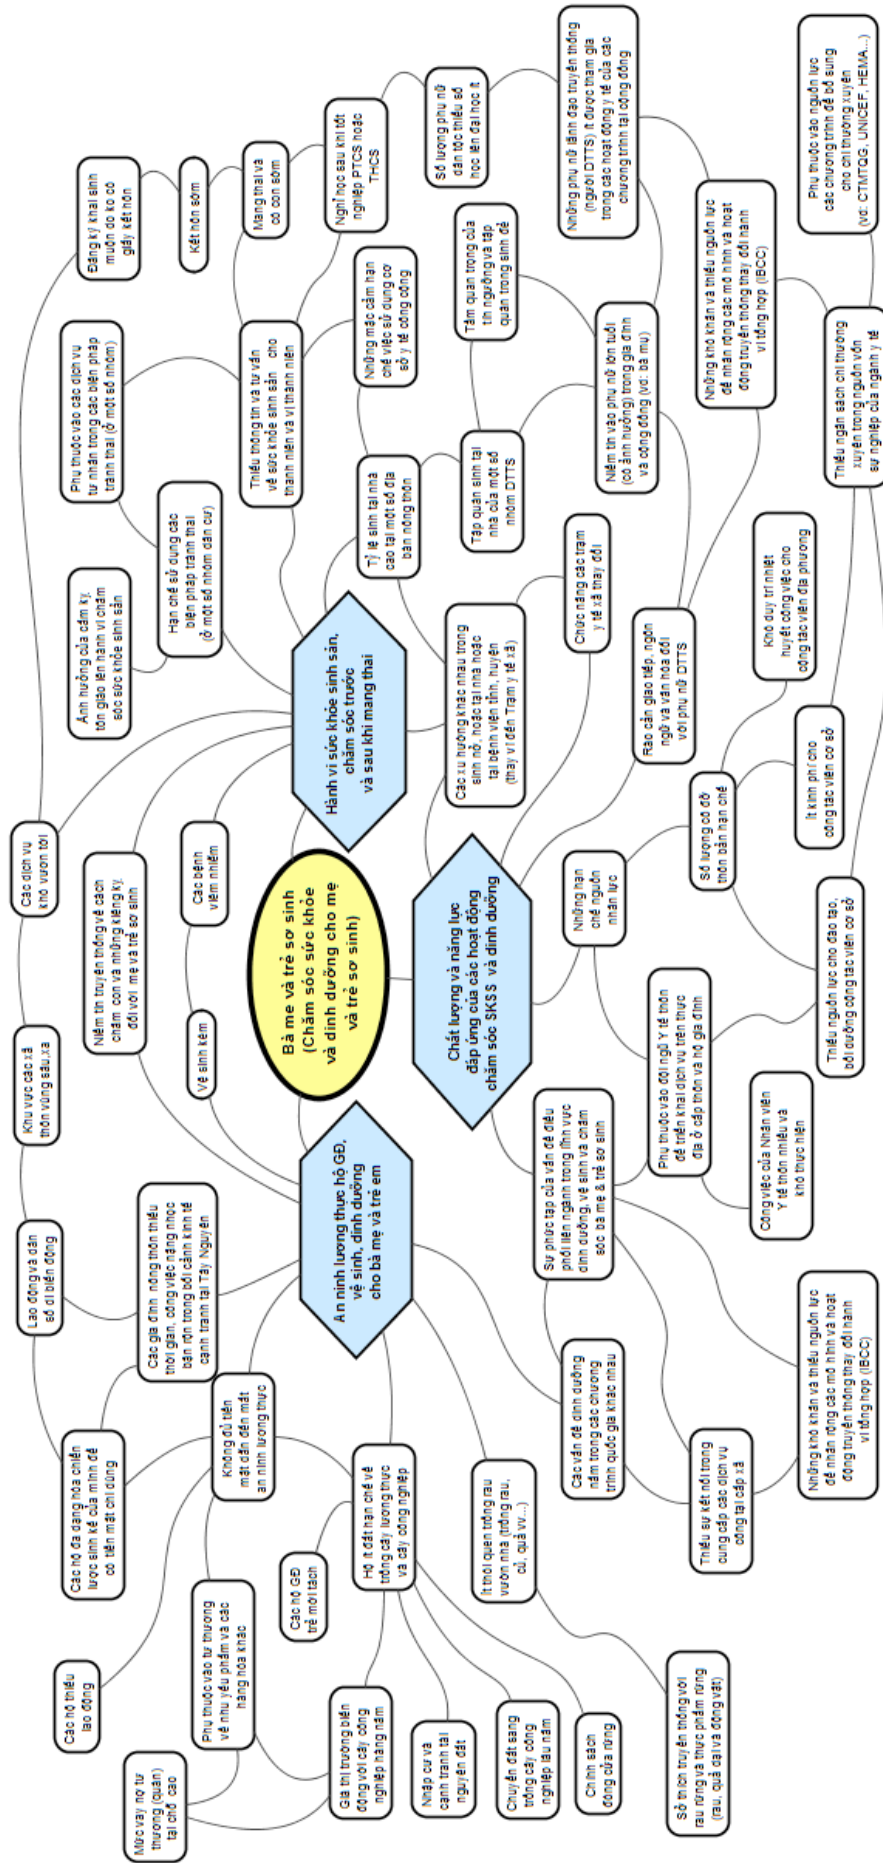 Mức vay nợ tư
thương (quán)
tại chỗ cao
Các hộ thiếu
lao động
Phụ thuộc vào tư thương
về nhu yếu phẩm và các
hàng hóa khác
Giá thị trường biến
động với cây công
nghiệp hàng năm
Nhập cư và
cạnh tranh tài
nguyên đất
Chuyển đất sang
trồng cây công
nghiệp lâu năm
Chính sách
đóng cửa rừng
Sở thích truyền thống với
rau rừng và thực phẩm rừng
(rau, quả dại và động vật)
Các hộ đa dạng hóa chiến
lược sinh kế của mình để
có tiền mặt chi dùng
Không đủ tiền
mặt dẫn đến mất
an ninh lương thực
Các hộ GĐ
trẻ mới tách
Hộ ít đất hạn chế về
trồng cây lương thực
và cây công nghiệp
Ít thói quen trồng rau
vườn nhà (trồng rau,
củ, quả vv...)
Các vấn đề dinh dưỡng
nằm trong các chương
trình quốc gia khác nhau
Thiếu sự kết nối trong
cung cấp các dịch vụ
công tại cấp xã
Những khó khăn và thiếu nguồn lực
để nhân rộng các mô hình và hoạt
động truyền thông thay đổi hành
vi tổng hợp (IBCC)
Lao động và dân
số di biến động
Các gia đình nông thôn thiếu
thời gian, công việc nặng nhọc
bận rộn trong bối cảnh kinh tế
cạnh tranh tại Tây Nguyên
An ninh lương thực hộ GĐ,
vệ sinh, dinh dưỡng
cho bà mẹ và trẻ em
Sự phức tạp của vấn đề điều
phối liên ngành trong lĩnh vực
dinh dưỡng, vệ sinh và chăm
sóc bà mẹ & trẻ sơ sinh
Khu vực các xã
thôn vùng sâu,xa
Vệ sinh kém
Công việc của Nhân viên
Y tế thôn nhiều và
khó thực hiện
Phụ thuộc vào đội ngũ Y tế thôn
để triển khai dịch vụ trên thực
địa ở cấp thôn và hộ gia đình
Thiếu nguồn lực cho đào tạo,
bồi dưỡng cộng tác viên cơ sở
Các dịch vụ
khó vươn tới
Niềm tin truyền thống về cách
chăm con và những kiêng kỵ
đối với mẹ và trẻ sơ sinh
Các bệnh
viêm nhiễm
Bà mẹ và trẻ sơ sinh
(Chăm sóc sức khỏe
và dinh dưỡng cho mẹ
và trẻ sơ sinh)
Chất lượng và năng lực
đáp ứng của các hoạt động
chăm sóc SKSS và dinh dưỡng
Những hạn
chế nguồn
nhân lực
Số lượng cô đỡ
thôn bản hạn chế
Ít kinh phí cho
cộng tác viên cơ sở
Khó duy trì nhiệt
huyết công việc cho
cộng tác viên địa phương
Ảnh hưởng của cấm kỵ,
tôn giáo lên hành vi chăm
sóc sức khỏe sinh sản
Hạn chế sử dụng các
biện pháp tránh thai
(ở một số nhóm dân cư)
Hành vi sức khỏe sinh sản,
chăm sóc trước
và sau khi mang thai
Các xu hướng khác nhau trong
sinh nở, hoặc tại nhà hoặc
tại bệnh viện tỉnh, huyện
(thay vì đến Trạm y tế xã)
Chức năng các trạm
y tế xã thay đổi
Rào cản giao tiếp, ngôn
ngữ và văn hóa đối
với phụ nữ DTTS
Phụ thuộc vào các dịch vụ
tư nhân trong các biện pháp
tránh thai (ở một số nhóm)
Thiếu thông tin và tư vấn
về sức khỏe sinh sản cho
thanh niên và vị thành niên
Tỷ lệ sinh tại nhà
cao tại một số địa
bàn nông thôn
Tập quán sinh tại
nhà của một số
nhóm DTTS
Niềm tin vào phụ nữ lớn tuổi
(có ảnh hưởng) trong gia đình
và cộng đồng (vd: bà mụ)
Những khó khăn và thiếu nguồn lực
để nhân rộng các mô hình và hoạt
động truyền thông thay đổi hành
vi tổng hợp (IBCC)
Thiếu ngân sách chi thường
xuyên trong nguồn vốn
sự nghiệp của ngành y tế
Đăng ký khai sinh
muộn do ko có
giấy kết hôn
Kết hôn sớm
Mang thai và
có con sớm
Những mặc cảm hạn
chế việc sử dụng cơ
sở y tế công cộng
Tầm quan trọng của
tín ngưỡng và tập
quán trong sinh đẻ
Nghỉ học sau khi tốt
nghiệp PTCS hoặc
THCS
Số lượng phụ nữ
dân tộc thiểu số
học lên đại học ít
Những phụ nữ lãnh đạo truyền thống
(người DTTS) ít được tham gia
trong các hoạt động y tế của các
chương trình tại cộng đồng
Phụ thuộc vào nguồn lực
các chương trình để bổ sung
cho chi thường xuyên
(vd: CTMTQG, UNICEF, HEMA...)